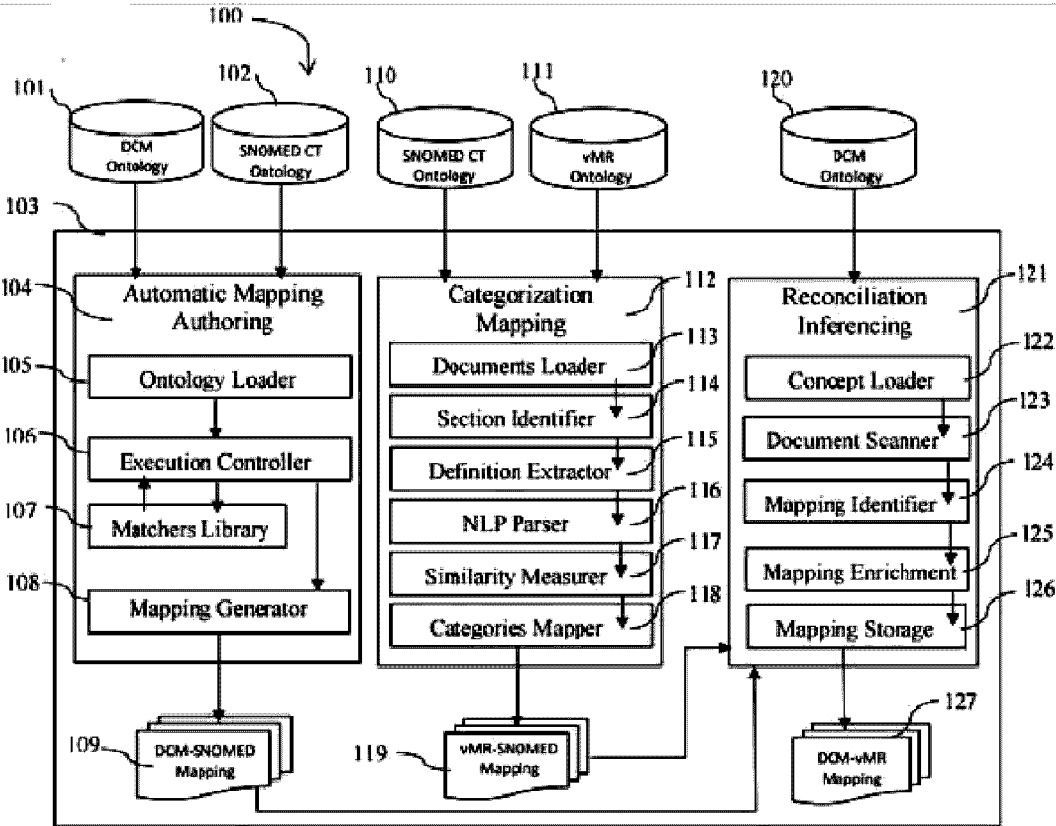 100
101
102
110
111
120
DCM
Ontology
SNOMED CT
Ontology
SNOMED CT
Ontology
vMR
Ontology
DCM
Ontology
103
104
Automatic Mapping
Authoring
105
Ontology Loader
106
Execution Controller
107
Matchers Library
108
Mapping Generator
109
DCM-SNOMED
Mapping
112
Categorization
Mapping
113
Documents Loader
114
Section Identifier
115
Definition Extractor
116
NLP Parser
117
Similarity Measurer
118
Categories Mapper
119
vMR-SNOMED
Mapping
121
Reconciliation
Inferencing
122
Concept Loader
123
Document Scanner
124
Mapping Identifier
125
Mapping Enrichment
126
Mapping Storage
127
DCM-vMR
Mapping